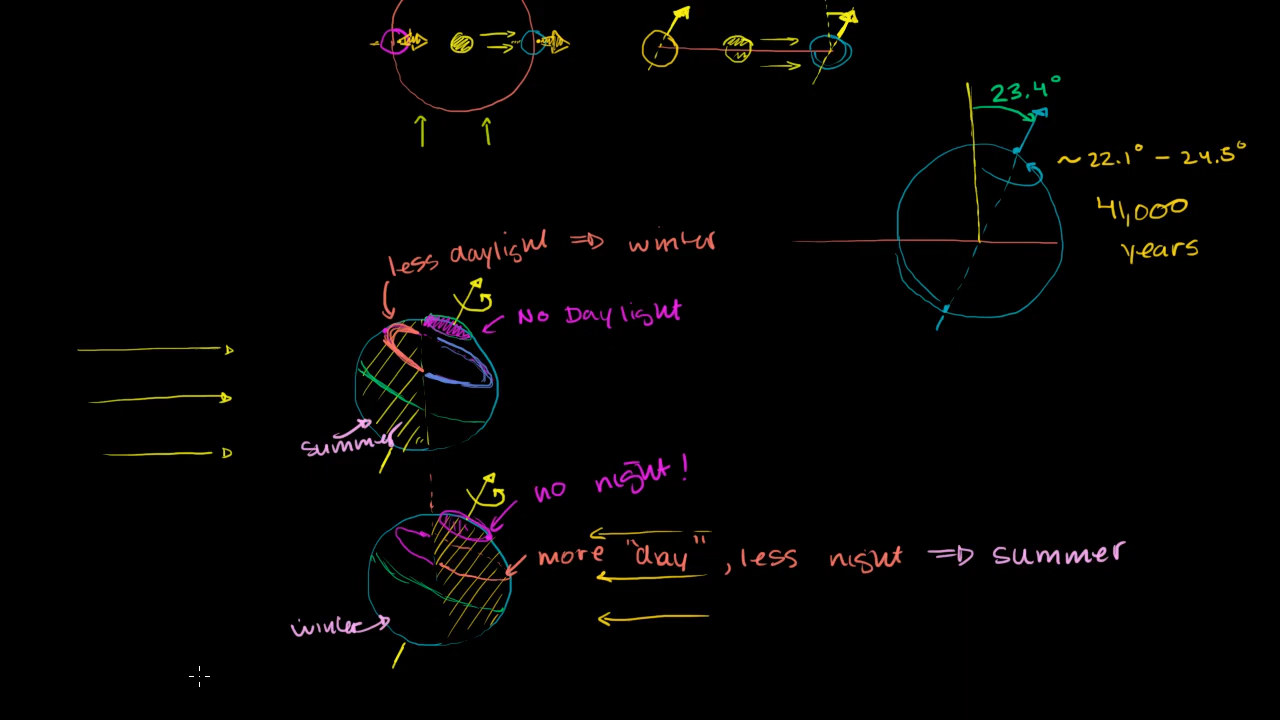 23.4°
~ 22.1° - 24.5°
41,000
years
less daylight ⇒ winter
No Daylight
summer
no night!
more "day", less night ⇒ summer
winter